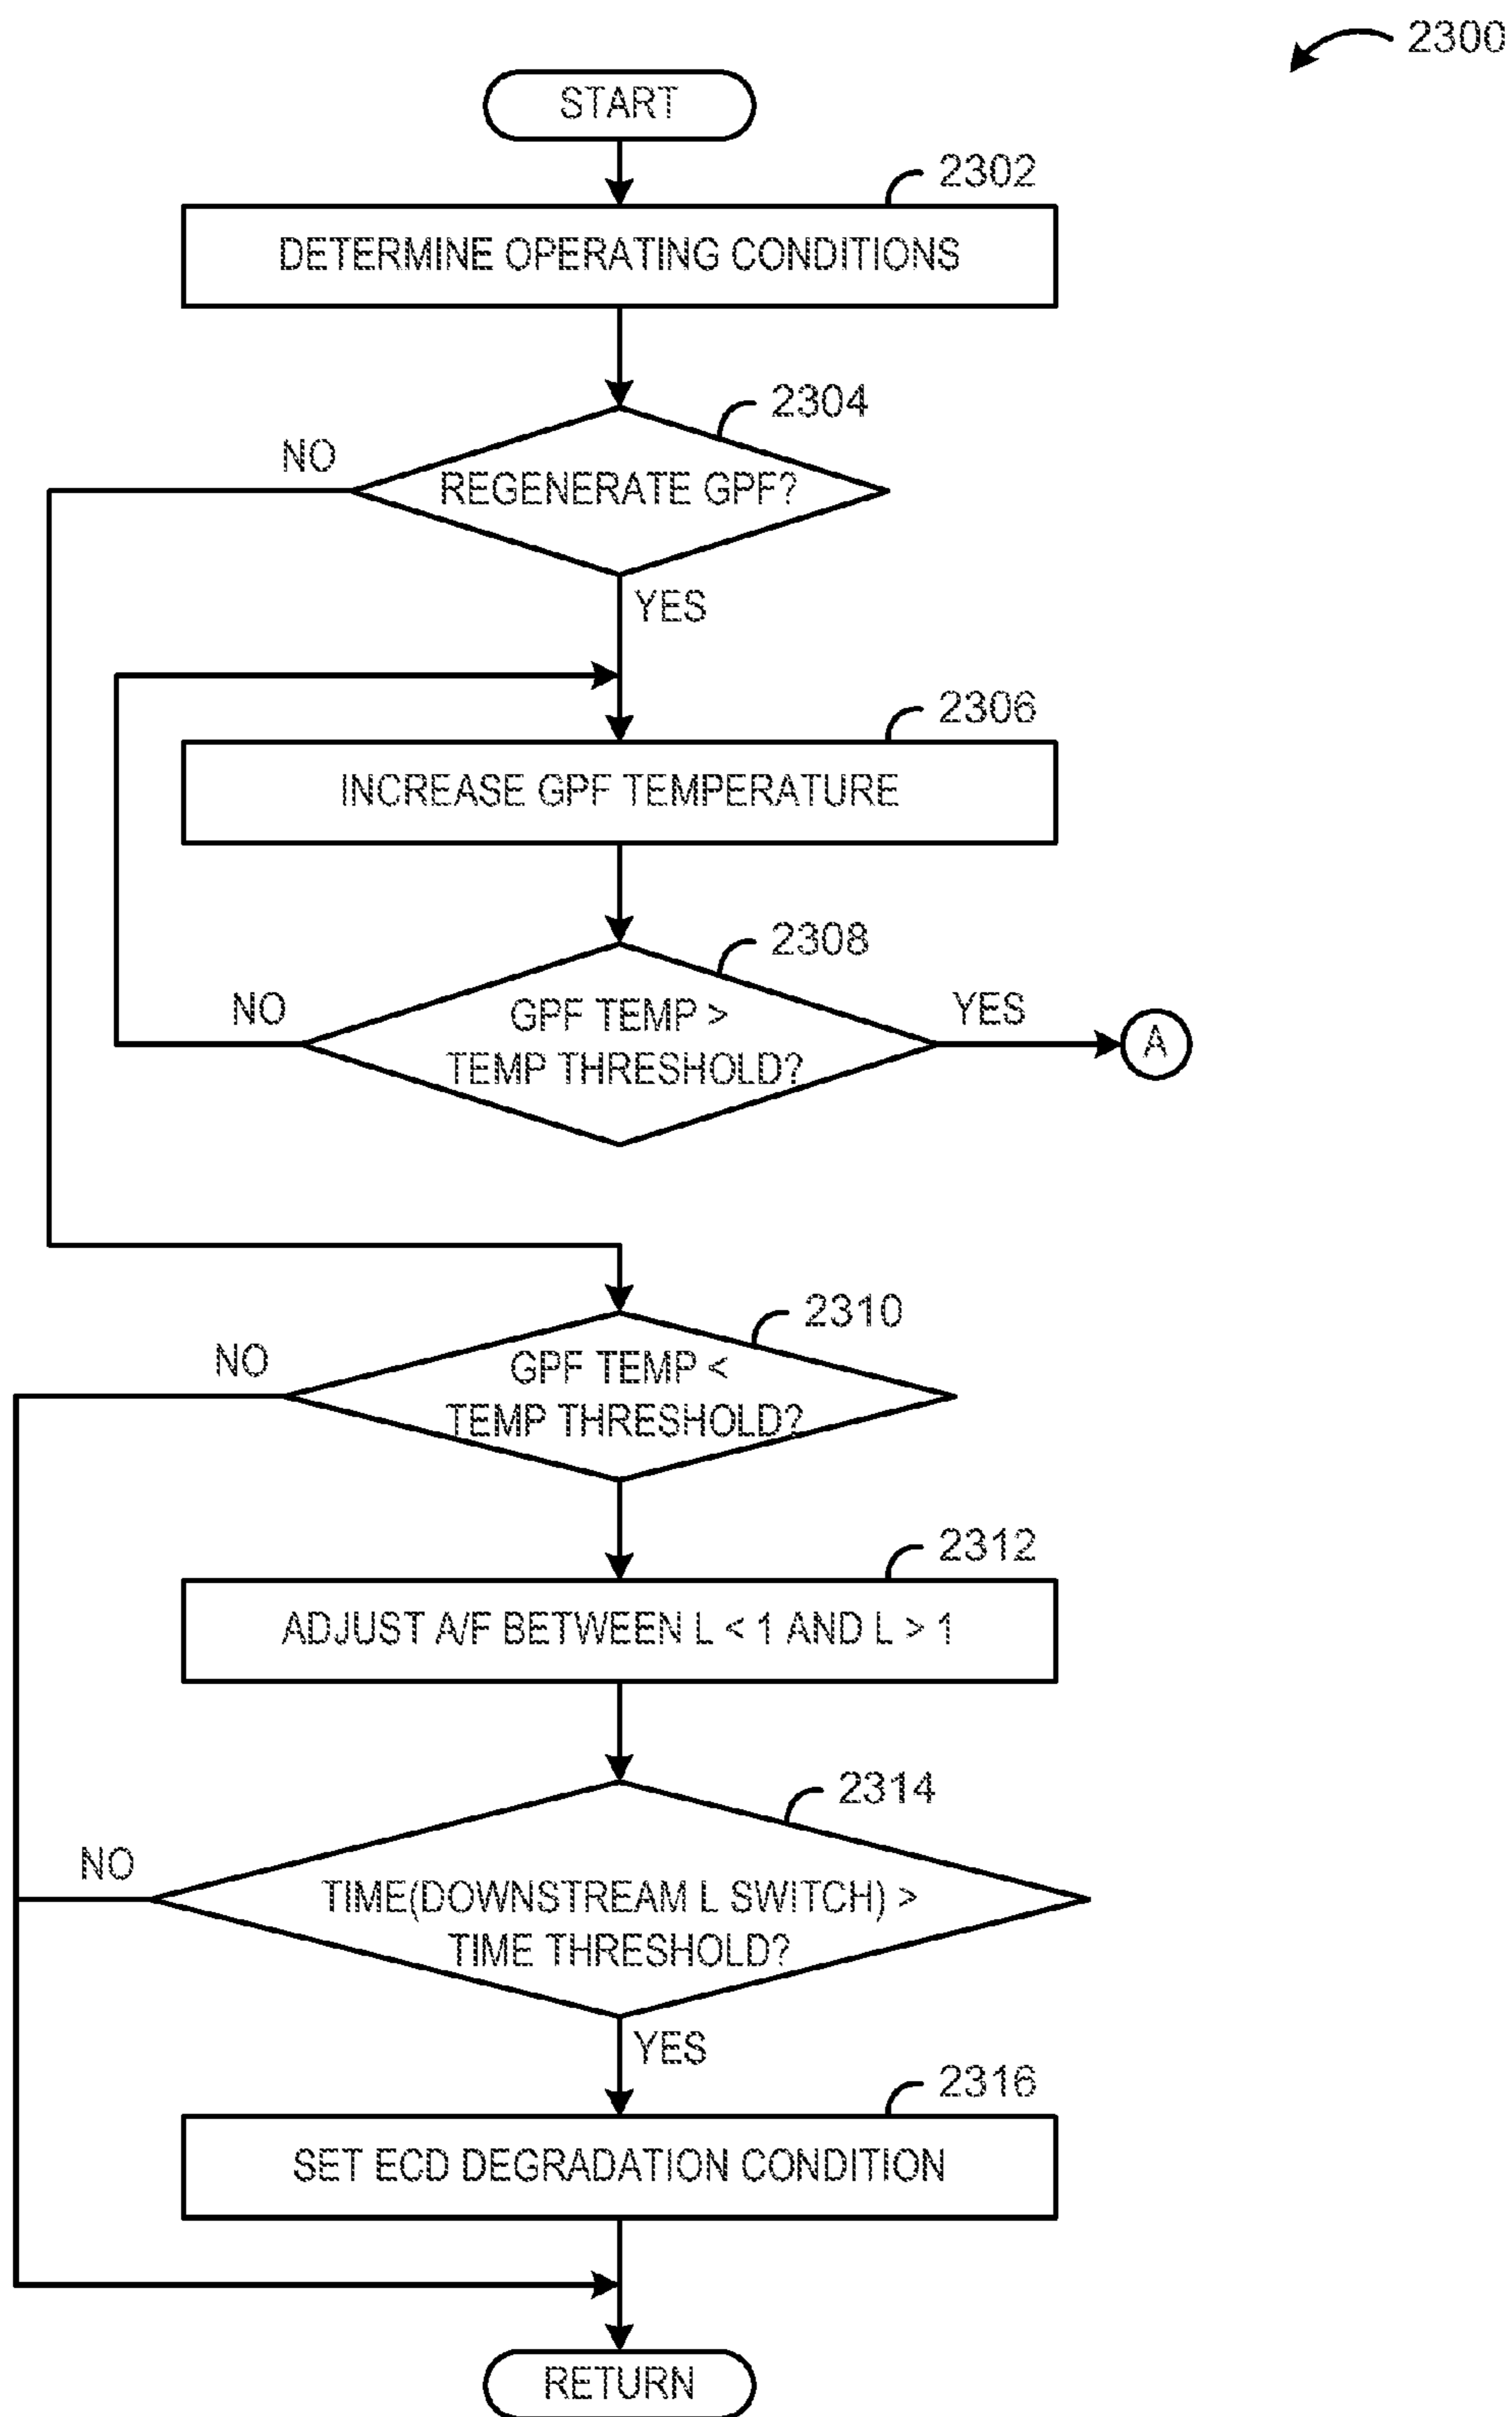 2300
START
2302
DETERMINE OPERATING CONDITIONS
2304
NO
REGENERATE GPF?
YES
2306
INCREASE GPF TEMPERATURE
2308
NO
GPF TEMP >
TEMP THRESHOLD?
YES
A
2310
NO
GPF TEMP <
TEMP THRESHOLD?
2312
ADJUST A/F BETWEEN L < 1 AND L > 1
2314
NO
TIME(DOWNSTREAM L SWITCH) >
TIME THRESHOLD?
YES
2316
SET ECD DEGRADATION CONDITION
RETURN